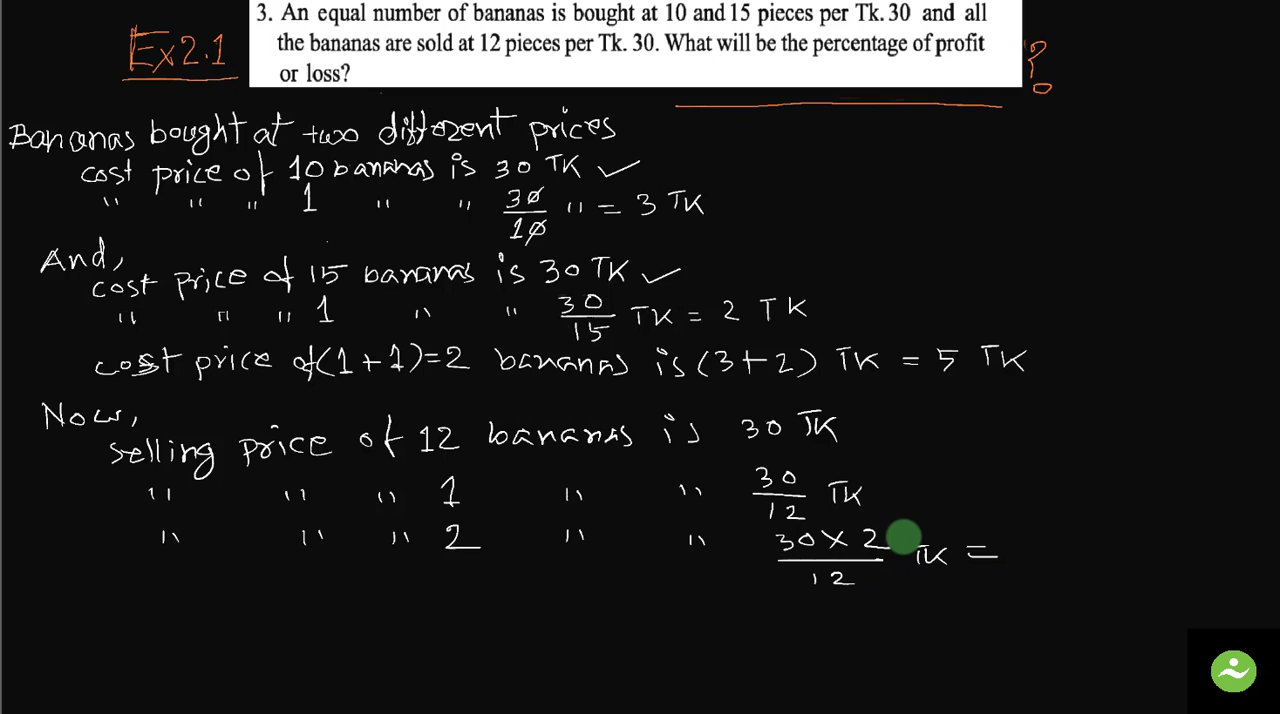 3. An equal number of bananas is bought at 10 and 15 pieces per Tk. 30 and all
the bananas are sold at 12 pieces per Tk. 30. What will be the percentage of profit
or loss?
Ex2.1
?
Bananas bought at two different prices
cost price of 10 bananas is 30 TK ✓
" " " 1 " " 30/10 " = 3 TK
And,
cost price of 15 bananas is 30 TK ✓
" " " 1 " " 30/15 TK = 2 TK
cost price of (1+1)=2 bananas is (3+2) TK = 5 TK
Now,
selling price of 12 bananas is 30 TK
" " " 1 " " 30/12 TK
" " " 2 " " 30×2/12 TK =